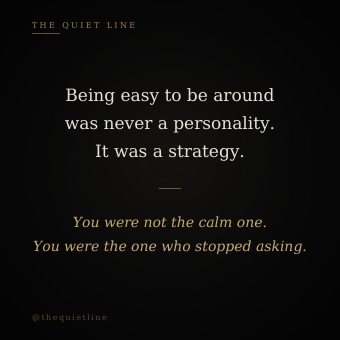 THE QUIET LINE
Being easy to be around
was never a personality.
It was a strategy.
You were not the calm one.
You were the one who stopped asking.
@thequietline